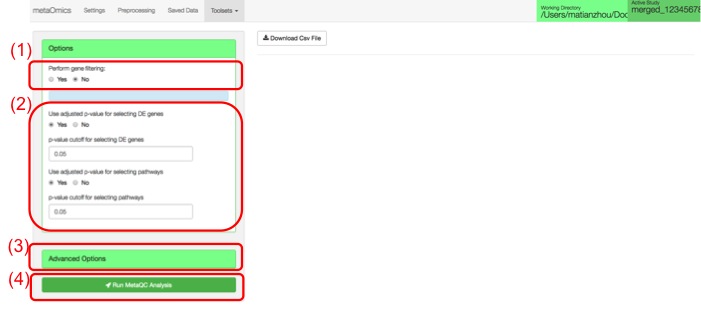 metaOmics Settings Preprocessing Saved Data Toolsets
Working Directory
/Users/matianzhou/Doc
Active Study
merged_12345678
Download Csv File
(1)
Options
Perform gene filtering:
Yes No
(2)
Use adjusted p-value for selecting DE genes
Yes No
p-value cutoff for selecting DE genes
0.05
Use adjusted p-value for selecting pathways
Yes No
p-value cutoff for selecting pathways
0.05
(3)
Advanced Options
(4)
Run MetaQC Analysis